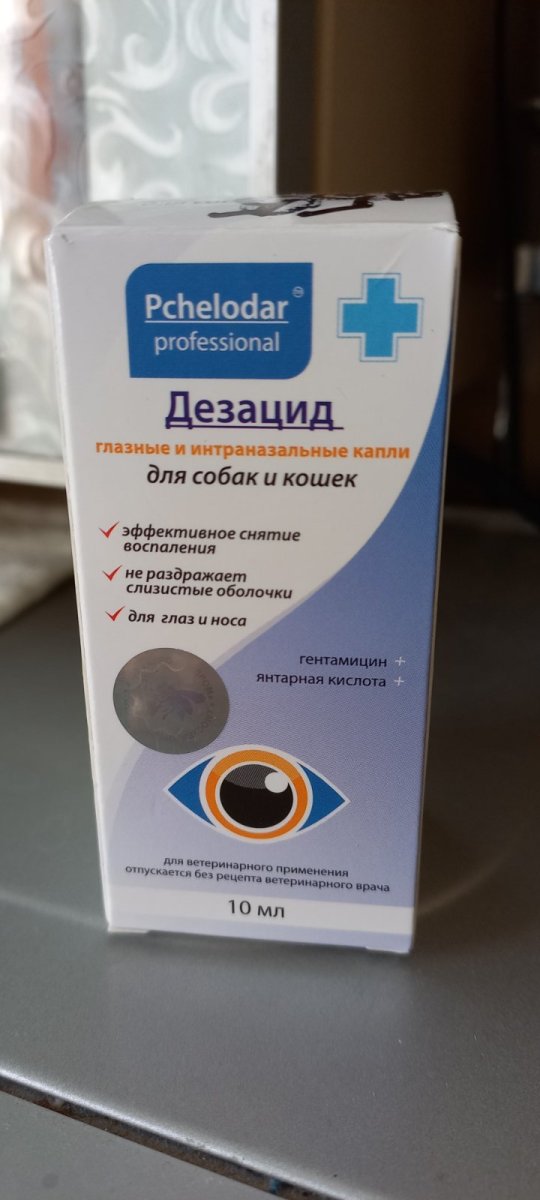 Pchelodar
professional
Дезацид
глазные и интраназальные капли
для собак и кошек
эффективное снятие
воспаления
не раздражает
слизистые оболочки
для глаз и носа
гентамицин +
янтарная кислота +
для ветеринарного применения
отпускается без рецепта ветеринарного врача
10 мл